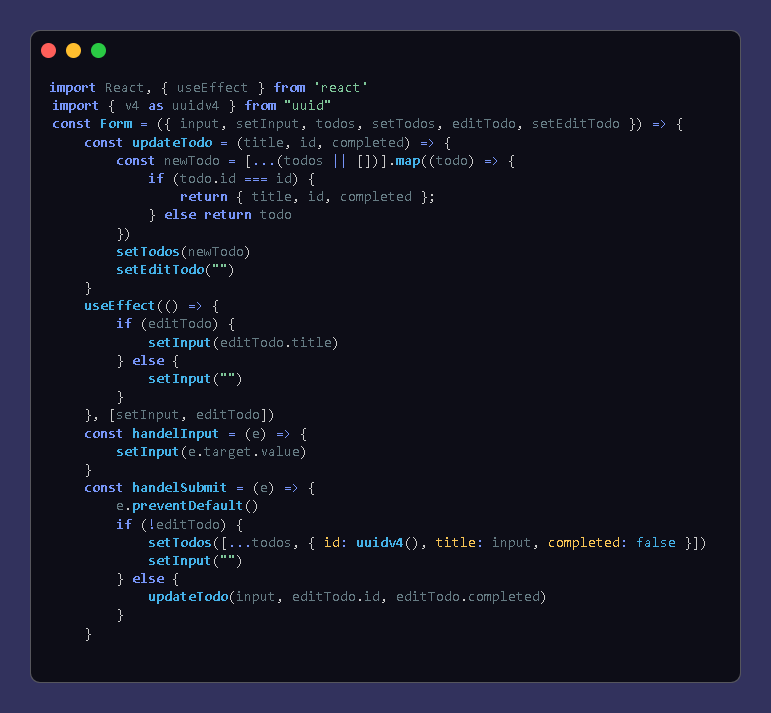 import React, { useEffect } from 'react'
import { v4 as uuidv4 } from "uuid"
const Form = ({ input, setInput, todos, setTodos, editTodo, setEditTodo }) => {
    const updateTodo = (title, id, completed) => {
        const newTodo = [...(todos || [])].map((todo) => {
            if (todo.id === id) {
                return { title, id, completed };
            } else return todo
        })
        setTodos(newTodo)
        setEditTodo("")
    }
    useEffect(() => {
        if (editTodo) {
            setInput(editTodo.title)
        } else {
            setInput("")
        }
    }, [setInput, editTodo])
    const handelInput = (e) => {
        setInput(e.target.value)
    }
    const handelSubmit = (e) => {
        e.preventDefault()
        if (!editTodo) {
            setTodos([...todos, { id: uuidv4(), title: input, completed: false }])
            setInput("")
        } else {
            updateTodo(input, editTodo.id, editTodo.completed)
        }
    }